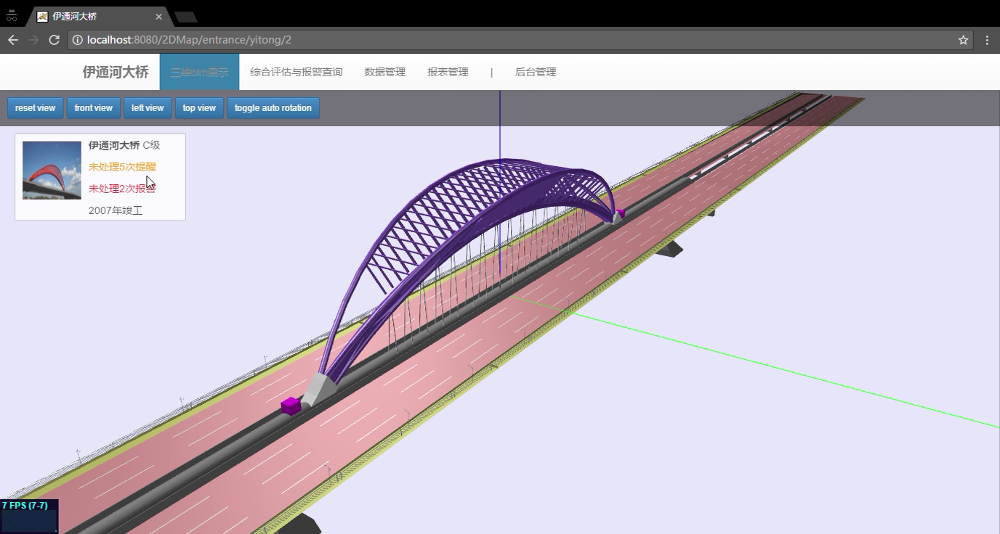 伊通河大桥
localhost:8080/2DMap/entrance/yitong/2
伊通河大桥 三维bim展示 综合评估与报警查询 数据管理 报表管理 | 后台管理
reset view front view left view top view toggle auto rotation
伊通河大桥 C级
未处理5次提醒
未处理2次报警
2007年竣工
7 FPS (7-7)